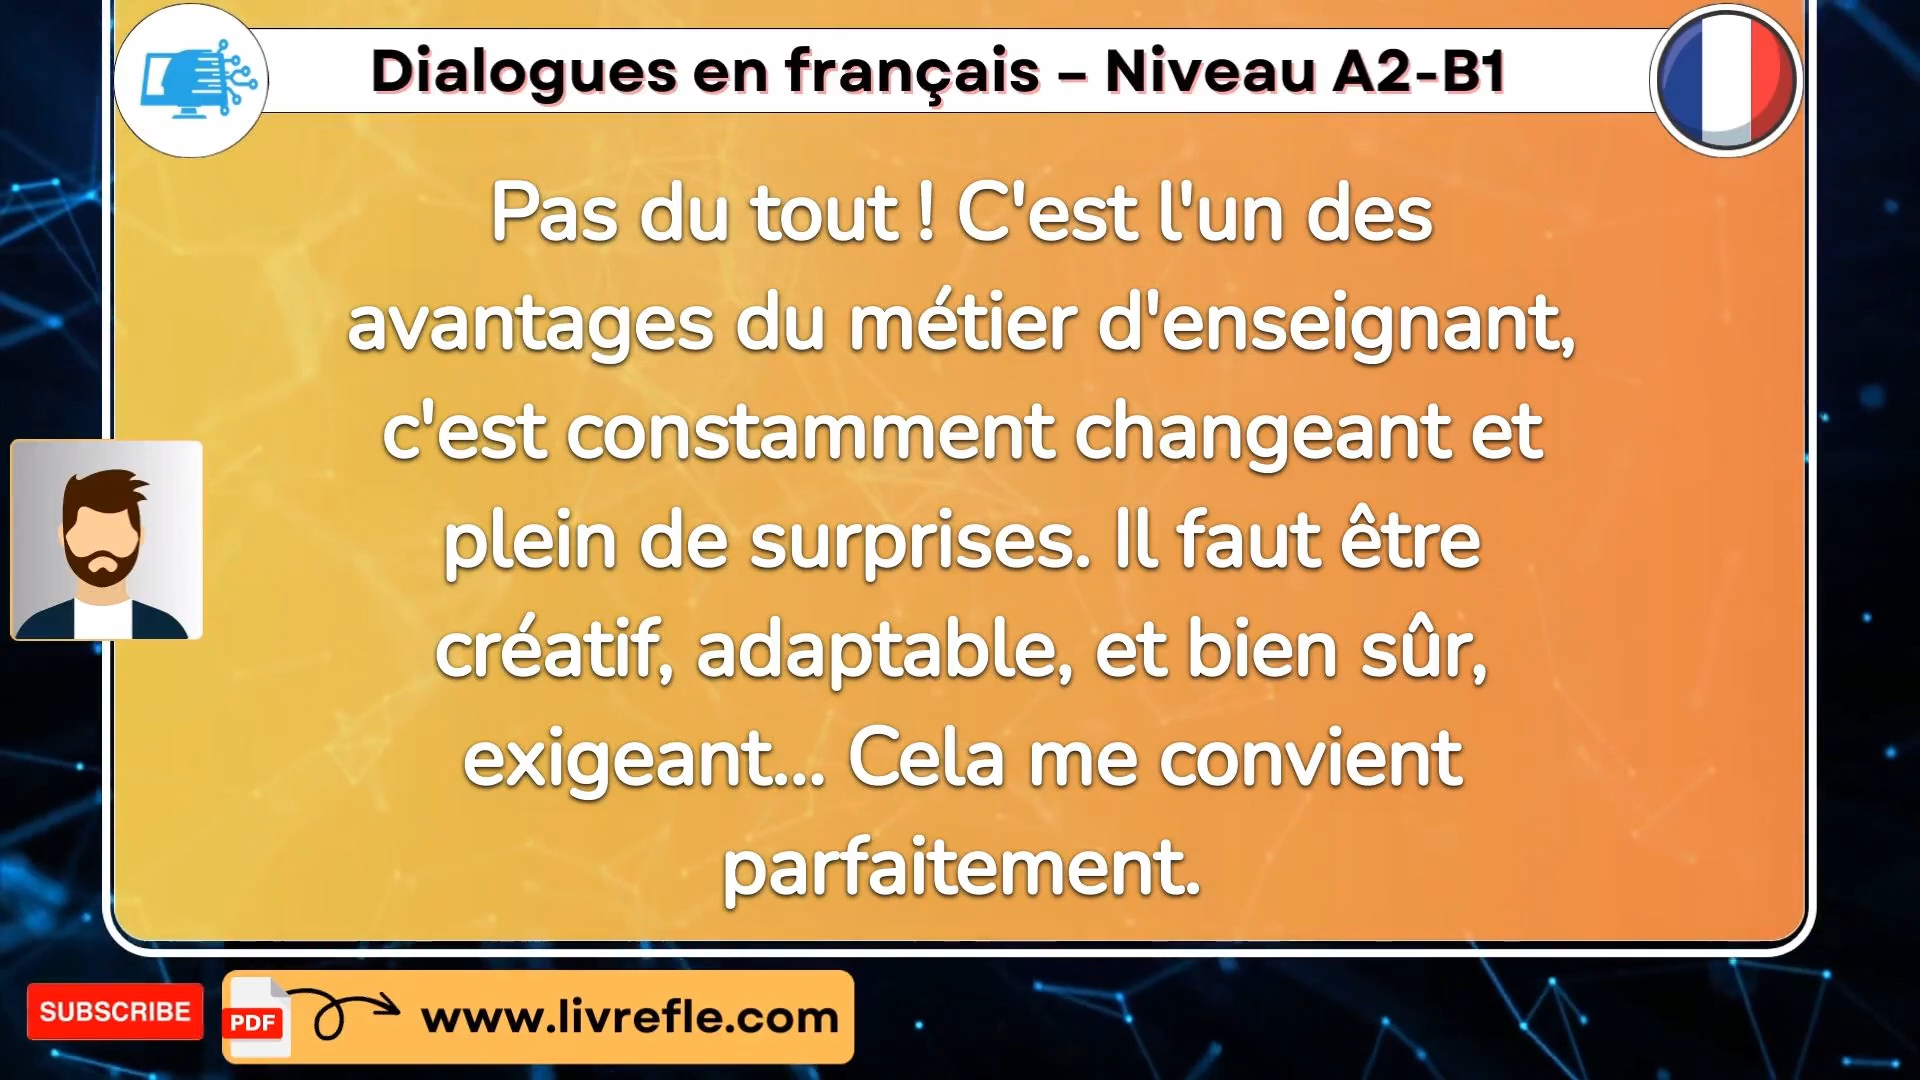 Dialogues en français – Niveau A2-B1
Pas du tout ! C'est l'un des
avantages du métier d'enseignant,
c'est constamment changeant et
plein de surprises. Il faut être
créatif, adaptable, et bien sûr,
exigeant... Cela me convient
parfaitement.
SUBSCRIBE
PDF
www.livrefle.com